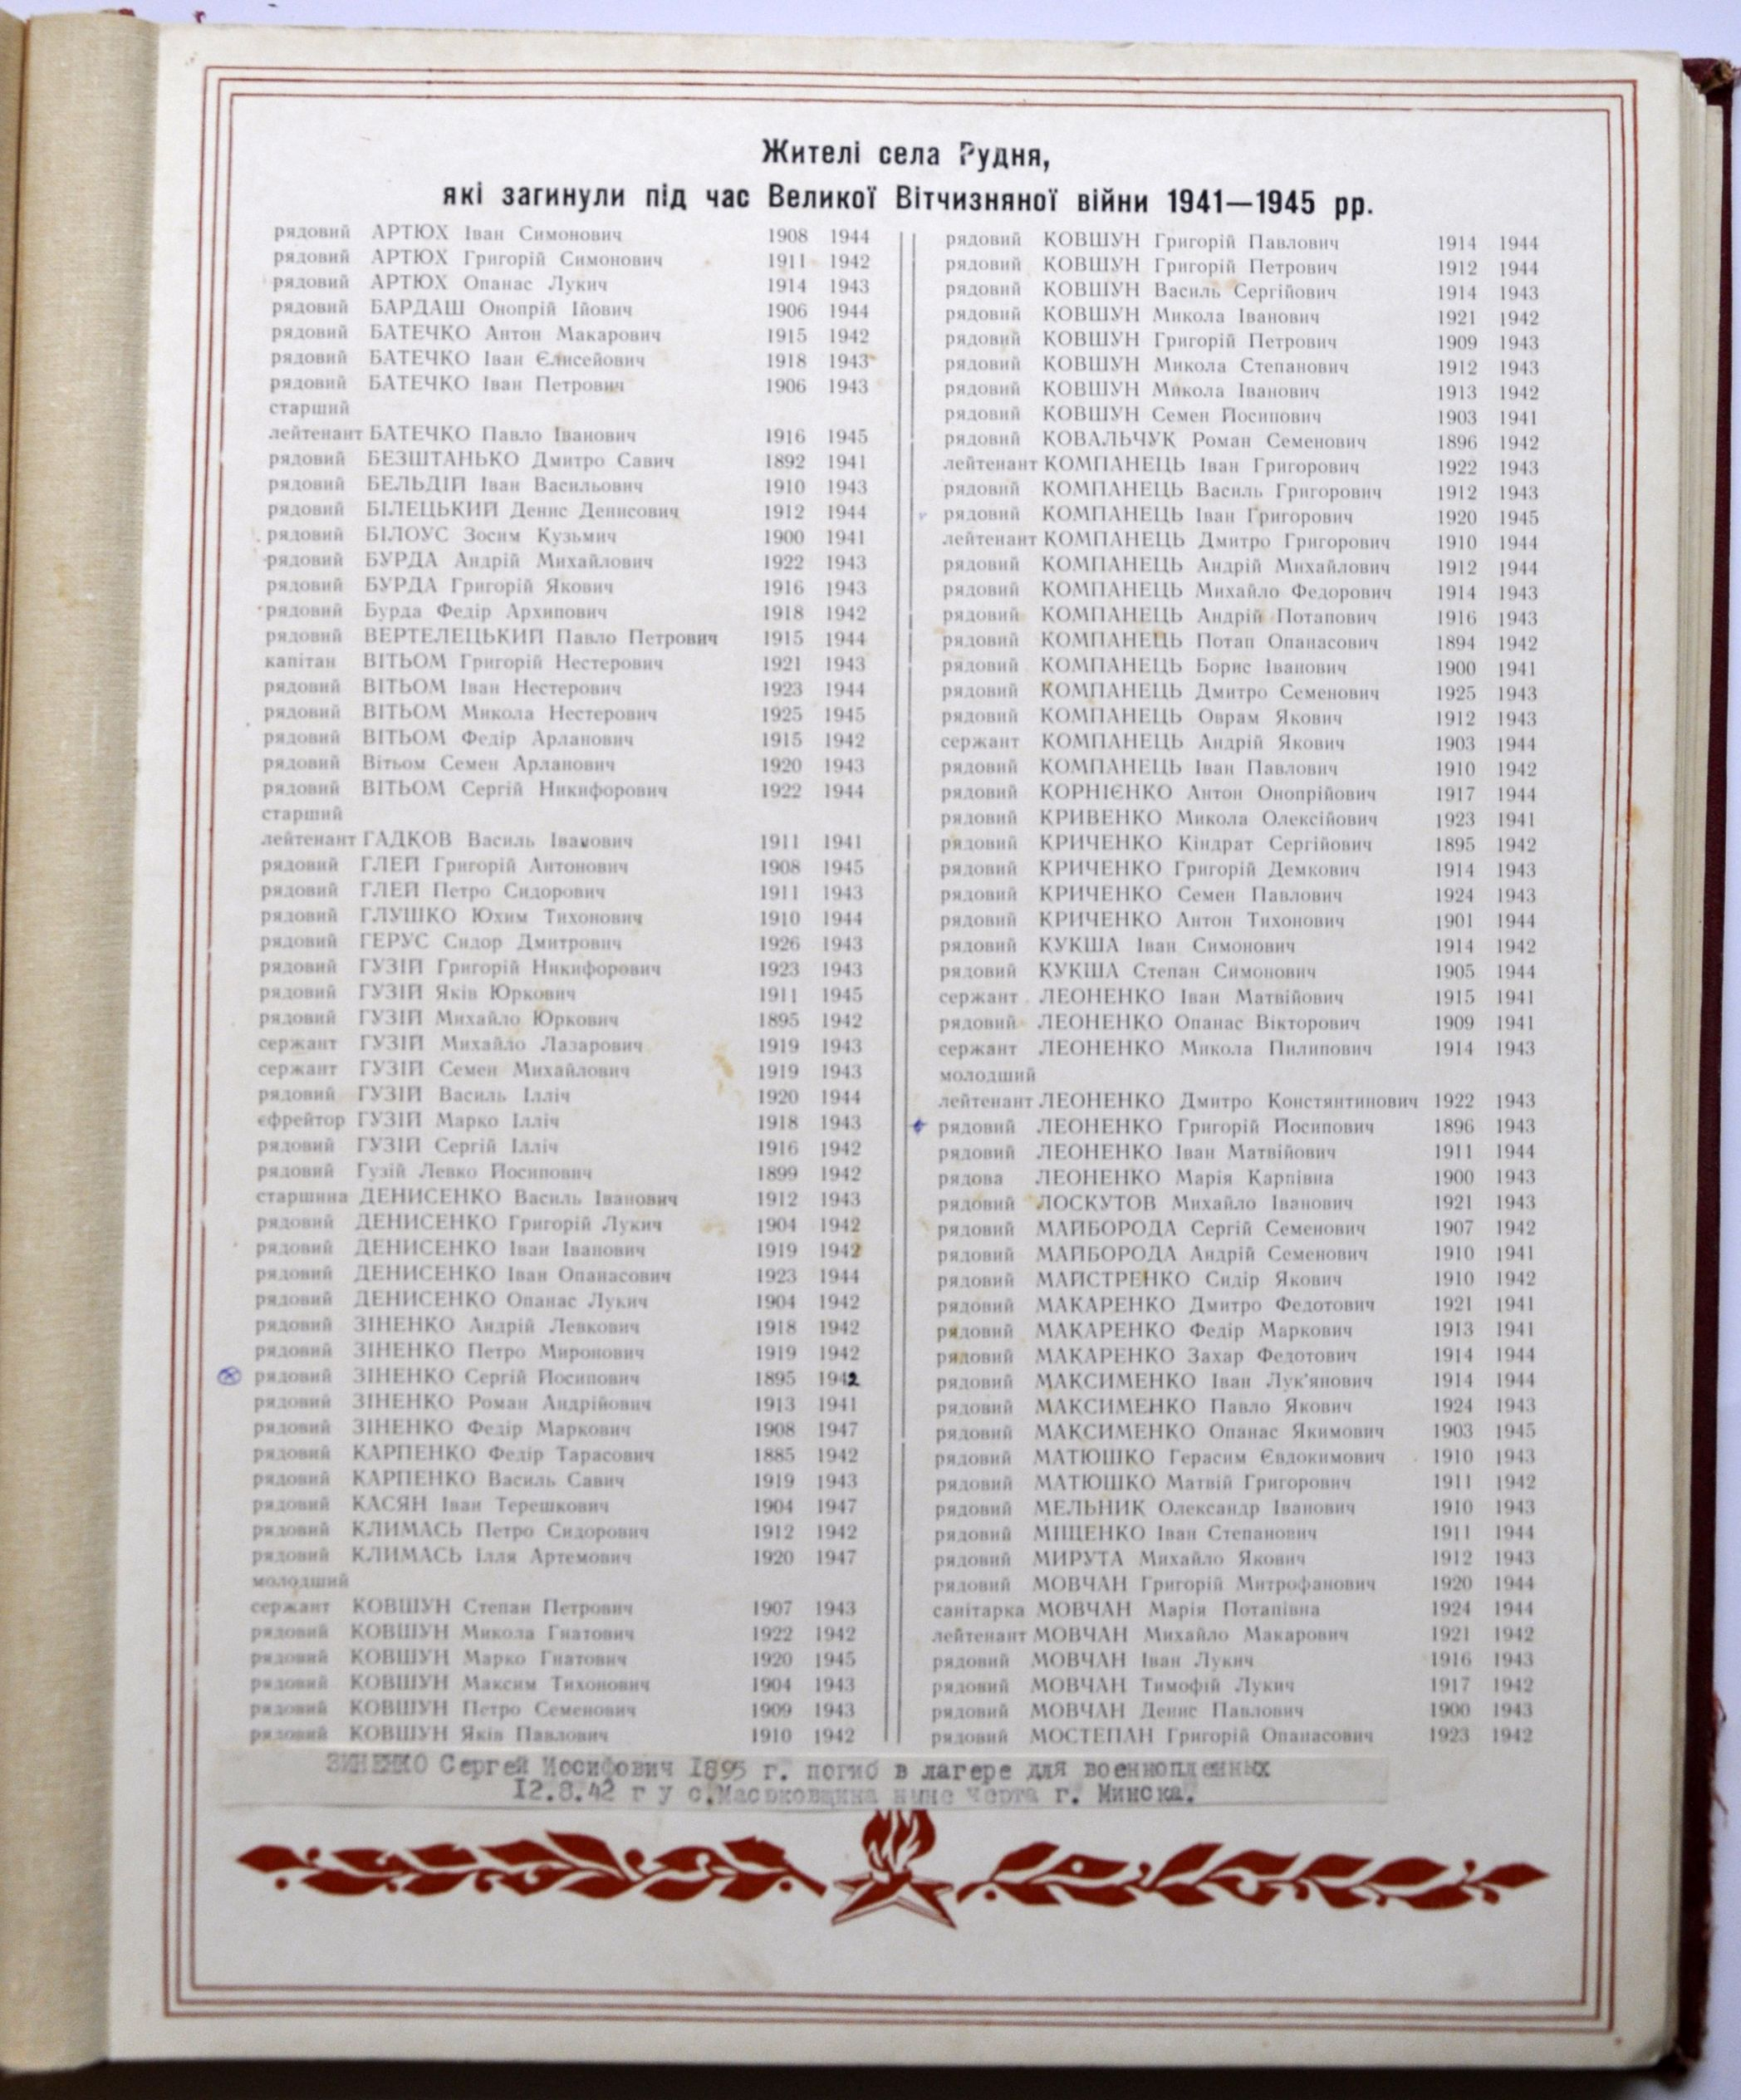 Жителі села Рудня,
які загинули під час Великої Вітчизняної війни 1941—1945 рр.
рядовий АРТЮХ Іван Симонович 1908 1944
рядовий АРТЮХ Григорій Симонович 1911 1942
рядовий АРТЮХ Опанас Лукич 1914 1943
рядовий БАРДАШ Онопрій Ійович 1906 1944
рядовий БАТЕЧКО Антон Макарович 1915 1942
рядовий БАТЕЧКО Іван Єлисейович 1918 1943
рядовий БАТЕЧКО Іван Петрович 1906 1943
старший
лейтенант БАТЕЧКО Павло Іванович 1916 1945
рядовий БЕЗШТАНЬКО Дмитро Савич 1892 1941
рядовий БЕЛЬДІЙ Іван Васильович 1910 1943
рядовий БІЛЕЦЬКИЙ Денис Денисович 1912 1944
рядовий БІЛОУС Зосим Кузьмич 1900 1941
рядовий БУРДА Андрій Михайлович 1922 1943
рядовий БУРДА Григорій Якович 1916 1943
рядовий Бурда Федір Архипович 1918 1942
рядовий ВЕРТЕЛЕЦЬКИЙ Павло Петрович 1915 1944
капітан ВІТЬОМ Григорій Нестерович 1921 1943
рядовий ВІТЬОМ Іван Нестерович 1923 1944
рядовий ВІТЬОМ Микола Нестерович 1925 1945
рядовий ВІТЬОМ Федір Арланович 1915 1942
рядовий Вітьом Семен Арланович 1920 1943
рядовий ВІТЬОМ Сергій Никифорович 1922 1944
старший
лейтенант ГАДКОВ Василь Іванович 1911 1941
рядовий ГЛЕЙ Григорій Антонович 1908 1945
рядовий ГЛЕЙ Петро Сидорович 1911 1943
рядовий ГЛУШКО Юхим Тихонович 1910 1944
рядовий ГЕРУС Сидор Дмитрович 1926 1943
рядовий ГУЗІЙ Григорій Никифорович 1923 1943
рядовий ГУЗІЙ Яків Юркович 1911 1945
рядовий ГУЗІЙ Михайло Юркович 1895 1942
сержант ГУЗІЙ Михайло Лазарович 1919 1943
сержант ГУЗІЙ Семен Михайлович 1919 1943
рядовий ГУЗІЙ Василь Ілліч 1920 1944
єфрейтор ГУЗІЙ Марко Ілліч 1918 1943
рядовий ГУЗІЙ Сергій Ілліч 1916 1942
рядовий Гузій Левко Йосипович 1899 1942
старшина ДЕНИСЕНКО Василь Іванович 1912 1943
рядовий ДЕНИСЕНКО Григорій Лукич 1904 1942
рядовий ДЕНИСЕНКО Іван Іванович 1919 1942
рядовий ДЕНИСЕНКО Іван Опанасович 1923 1944
рядовий ДЕНИСЕНКО Опанас Лукич 1904 1942
рядовий ЗІНЕНКО Андрій Левкович 1918 1942
рядовий ЗІНЕНКО Петро Миронович 1919 1942
рядовий ЗІНЕНКО Сергій Йосипович 1895 1942
рядовий ЗІНЕНКО Роман Андрійович 1913 1941
рядовий ЗІНЕНКО Федір Маркович 1908 1947
рядовий КАРПЕНКО Федір Тарасович 1885 1942
рядовий КАРПЕНКО Василь Савич 1919 1943
рядовий КАСЯН Іван Терешкович 1904 1947
рядовий КЛИМАСЬ Петро Сидорович 1912 1942
рядовий КЛИМАСЬ Ілля Артемович 1920 1947
молодший
сержант КОВШУН Степан Петрович 1907 1943
рядовий КОВШУН Микола Гнатович 1922 1942
рядовий КОВШУН Марко Гнатович 1920 1945
рядовий КОВШУН Максим Тихонович 1904 1943
рядовий КОВШУН Петро Семенович 1909 1943
рядовий КОВШУН Яків Павлович 1910 1942
рядовий КОВШУН Григорій Павлович 1914 1944
рядовий КОВШУН Григорій Петрович 1912 1944
рядовий КОВШУН Василь Сергійович 1914 1943
рядовий КОВШУН Микола Іванович 1921 1942
рядовий КОВШУН Григорій Петрович 1909 1943
рядовий КОВШУН Микола Степанович 1912 1943
рядовий КОВШУН Микола Іванович 1913 1942
рядовий КОВШУН Семен Йосипович 1903 1941
рядовий КОВАЛЬЧУК Роман Семенович 1896 1942
лейтенант КОМПАНЕЦЬ Іван Григорович 1922 1943
рядовий КОМПАНЕЦЬ Василь Григорович 1912 1943
рядовий КОМПАНЕЦЬ Іван Григорович 1920 1945
лейтенант КОМПАНЕЦЬ Дмитро Григорович 1910 1944
рядовий КОМПАНЕЦЬ Андрій Михайлович 1912 1944
рядовий КОМПАНЕЦЬ Михайло Федорович 1914 1943
рядовий КОМПАНЕЦЬ Андрій Потапович 1916 1943
рядовий КОМПАНЕЦЬ Потап Опанасович 1894 1942
рядовий КОМПАНЕЦЬ Борис Іванович 1900 1941
рядовий КОМПАНЕЦЬ Дмитро Семенович 1925 1943
рядовий КОМПАНЕЦЬ Оврам Якович 1912 1943
сержант КОМПАНЕЦЬ Андрій Якович 1903 1944
рядовий КОМПАНЕЦЬ Іван Павлович 1910 1942
рядовий КОРНІЄНКО Антон Онопрійович 1917 1944
рядовий КРИВЕНКО Микола Олексійович 1923 1941
рядовий КРИЧЕНКО Кіндрат Сергійович 1895 1942
рядовий КРИЧЕНКО Григорій Демкович 1914 1943
рядовий КРИЧЕНКО Семен Павлович 1924 1943
рядовий КРИЧЕНКО Антон Тихонович 1901 1944
рядовий КУКША Іван Симонович 1914 1942
рядовий КУКША Степан Симонович 1905 1944
сержант ЛЕОНЕНКО Іван Матвійович 1915 1941
рядовий ЛЕОНЕНКО Опанас Вікторович 1909 1941
сержант ЛЕОНЕНКО Микола Пилипович 1914 1943
молодший
лейтенант ЛЕОНЕНКО Дмитро Константинович 1922 1943
рядовий ЛЕОНЕНКО Григорій Йосипович 1896 1943
рядовий ЛЕОНЕНКО Іван Матвійович 1911 1944
рядова ЛЕОНЕНКО Марія Карпівна 1900 1943
рядовий ЛОСКУТОВ Михайло Іванович 1921 1943
рядовий МАЙБОРОДА Сергій Семенович 1907 1942
рядовий МАЙБОРОДА Андрій Семенович 1910 1941
рядовий МАЙСТРЕНКО Сидір Якович 1910 1942
рядовий МАКАРЕНКО Дмитро Федотович 1921 1941
рядовий МАКАРЕНКО Федір Маркович 1913 1941
рядовий МАКАРЕНКО Захар Федотович 1914 1944
рядовий МАКСИМЕНКО Іван Лук'янович 1914 1944
рядовий МАКСИМЕНКО Павло Якович 1924 1943
рядовий МАКСИМЕНКО Опанас Якимович 1903 1945
рядовий МАТЮШКО Герасим Євдокимович 1910 1943
рядовий МАТЮШКО Матвій Григорович 1911 1942
рядовий МЕЛЬНИК Олександр Іванович 1910 1943
рядовий МІЩЕНКО Іван Степанович 1911 1944
рядовий МИРУТА Михайло Якович 1912 1943
рядовий МОВЧАН Григорій Митрофанович 1920 1944
санітарка МОВЧАН Марія Потапівна 1924 1944
лейтенант МОВЧАН Михайло Макарович 1921 1942
рядовий МОВЧАН Іван Лукич 1916 1943
рядовий МОВЧАН Тимофій Лукич 1917 1942
рядовий МОВЧАН Денис Павлович 1900 1943
рядовий МОСТЕПАН Григорій Опанасович 1923 1942
ЗИНЕНКО Сергей Иосифович 1895 г. погиб в лагере для военнопленных
12.8.42 г у с.Масюковщина ныне черта г. Минска.